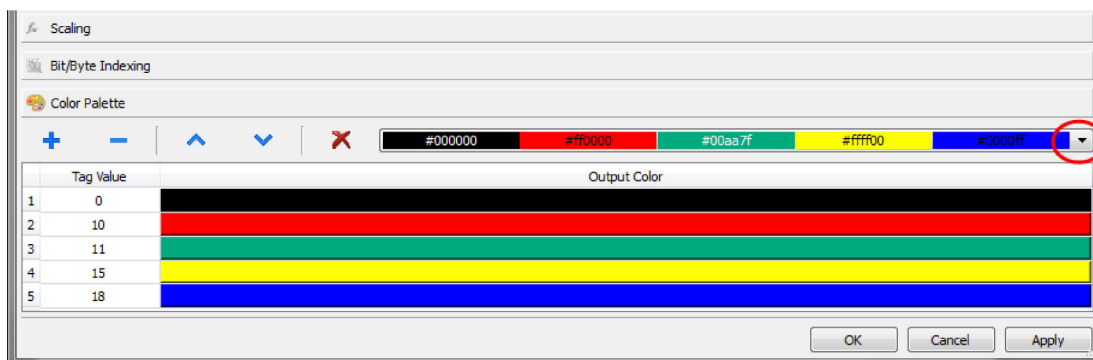 Scaling
Bit/Byte Indexing
Color Palette
#000000 #ff0000 #00aa7f #ffff00 #0000ff
Tag Value Output Color
1 0
2 10
3 11
4 15
5 18
OK Cancel Apply